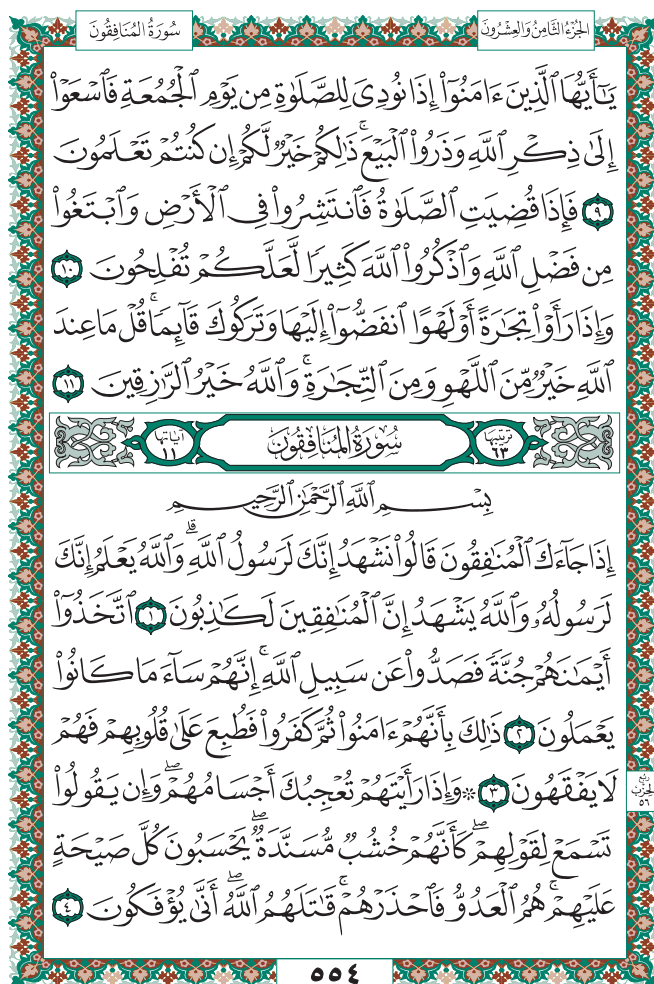 الجُزْءُ الثَّامِنُ وَالعِشْرُونَ
سُورَةُ المُنَافِقُونَ
يَـٰٓأَيُّهَا ٱلَّذِينَ ءَامَنُوٓا۟ إِذَا نُودِىَ لِلصَّلَوٰةِ مِن يَوْمِ ٱلْجُمُعَةِ فَٱسْعَوْا۟
إِلَىٰ ذِكْرِ ٱللَّهِ وَذَرُوا۟ ٱلْبَيْعَ ۚ ذَٰلِكُمْ خَيْرٌ لَّكُمْ إِن كُنتُمْ تَعْلَمُونَ
٩ فَإِذَا قُضِيَتِ ٱلصَّلَوٰةُ فَٱنتَشِرُوا۟ فِى ٱلْأَرْضِ وَٱبْتَغُوا۟
مِن فَضْلِ ٱللَّهِ وَٱذْكُرُوا۟ ٱللَّهَ كَثِيرًا لَّعَلَّكُمْ تُفْلِحُونَ ١٠
وَإِذَا رَأَوْا۟ تِجَـٰرَةً أَوْ لَهْوًا ٱنفَضُّوٓا۟ إِلَيْهَا وَتَرَكُوكَ قَآئِمًا ۚ قُلْ مَا عِندَ
ٱللَّهِ خَيْرٌ مِّنَ ٱللَّهْوِ وَمِنَ ٱلتِّجَـٰرَةِ ۚ وَٱللَّهُ خَيْرُ ٱلرَّٰزِقِينَ ١١
ترتيبها ٦٣
سُورَةُ المُنَافِقُونَ
آياتها ١١
بِسْمِ ٱللَّهِ ٱلرَّحْمَـٰنِ ٱلرَّحِيمِ
إِذَا جَآءَكَ ٱلْمُنَـٰفِقُونَ قَالُوا۟ نَشْهَدُ إِنَّكَ لَرَسُولُ ٱللَّهِ ۗ وَٱللَّهُ يَعْلَمُ إِنَّكَ
لَرَسُولُهُۥ وَٱللَّهُ يَشْهَدُ إِنَّ ٱلْمُنَـٰفِقِينَ لَكَـٰذِبُونَ ١ ٱتَّخَذُوٓا۟
أَيْمَـٰنَهُمْ جُنَّةً فَصَدُّوا۟ عَن سَبِيلِ ٱللَّهِ ۚ إِنَّهُمْ سَآءَ مَا كَانُوا۟
يَعْمَلُونَ ٢ ذَٰلِكَ بِأَنَّهُمْ ءَامَنُوا۟ ثُمَّ كَفَرُوا۟ فَطُبِعَ عَلَىٰ قُلُوبِهِمْ فَهُمْ
لَا يَفْقَهُونَ ٣ ۞ وَإِذَا رَأَيْتَهُمْ تُعْجِبُكَ أَجْسَامُهُمْ ۖ وَإِن يَقُولُوا۟
ربع الحزب ٥٦
تَسْمَعْ لِقَوْلِهِمْ ۖ كَأَنَّهُمْ خُشُبٌ مُّسَنَّدَةٌ ۖ يَحْسَبُونَ كُلَّ صَيْحَةٍ
عَلَيْهِمْ ۚ هُمُ ٱلْعَدُوُّ فَٱحْذَرْهُمْ ۚ قَـٰتَلَهُمُ ٱللَّهُ ۖ أَنَّىٰ يُؤْفَكُونَ ٤
٥٥٤